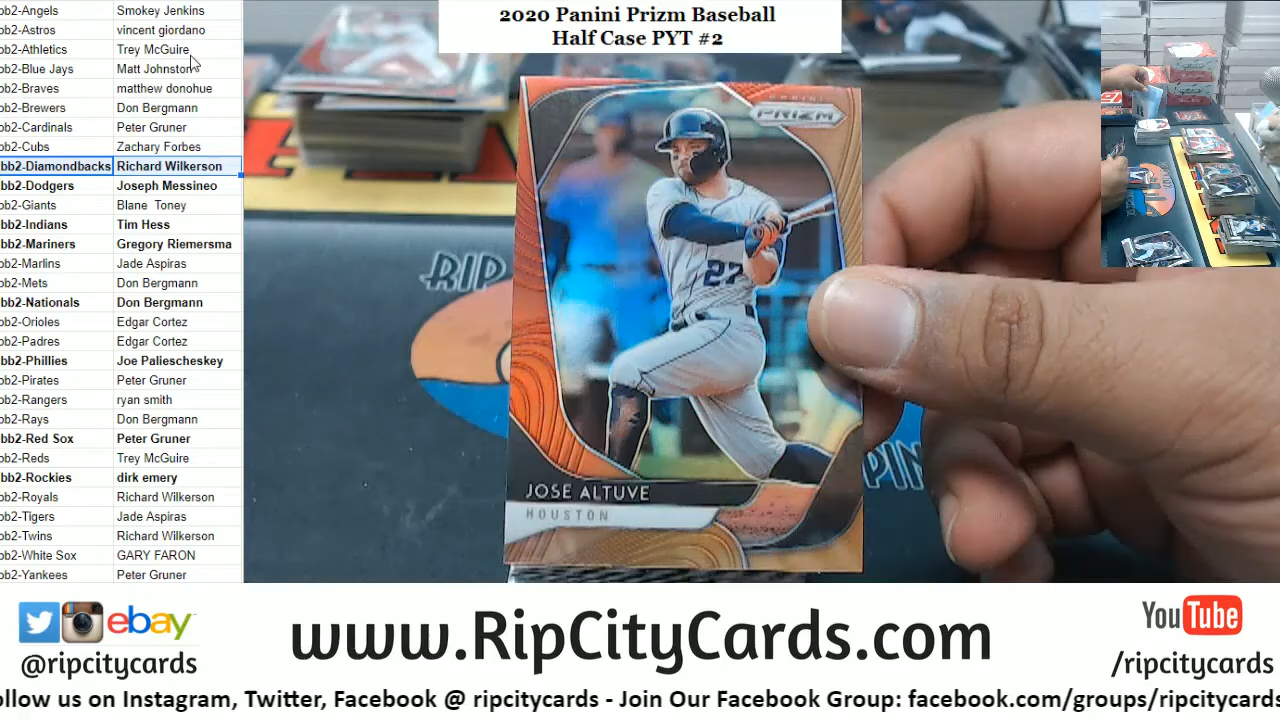 2020 Panini Prizm Baseball
Half Case PYT #2
bb2-Angels Smokey Jenkins
bb2-Astros vincent giordano
bb2-Athletics Trey McGuire
bb2-Blue Jays Matt Johnston
bb2-Braves matthew donohue
bb2-Brewers Don Bergmann
bb2-Cardinals Peter Gruner
bb2-Cubs Zachary Forbes
bb2-Diamondbacks Richard Wilkerson
bb2-Dodgers Joseph Messineo
bb2-Giants Blane Toney
bb2-Indians Tim Hess
bb2-Mariners Gregory Riemersma
bb2-Marlins Jade Aspiras
bb2-Mets Don Bergmann
bb2-Nationals Don Bergmann
bb2-Orioles Edgar Cortez
bb2-Padres Edgar Cortez
bb2-Phillies Joe Paliescheskey
bb2-Pirates Peter Gruner
bb2-Rangers ryan smith
bb2-Rays Don Bergmann
bb2-Red Sox Peter Gruner
bb2-Reds Trey McGuire
bb2-Rockies dirk emery
bb2-Royals Richard Wilkerson
bb2-Tigers Jade Aspiras
bb2-Twins Richard Wilkerson
bb2-White Sox GARY FARON
bb2-Yankees Peter Gruner
PANINI
PRIZM
27
JOSE ALTUVE
HOUSTON
RIP
PIN
ebay
@ripcitycards
www.RipCityCards.com
YouTube
/ripcitycards
ollow us on Instagram, Twitter, Facebook @ ripcitycards - Join Our Facebook Group: facebook.com/groups/ripcitycards